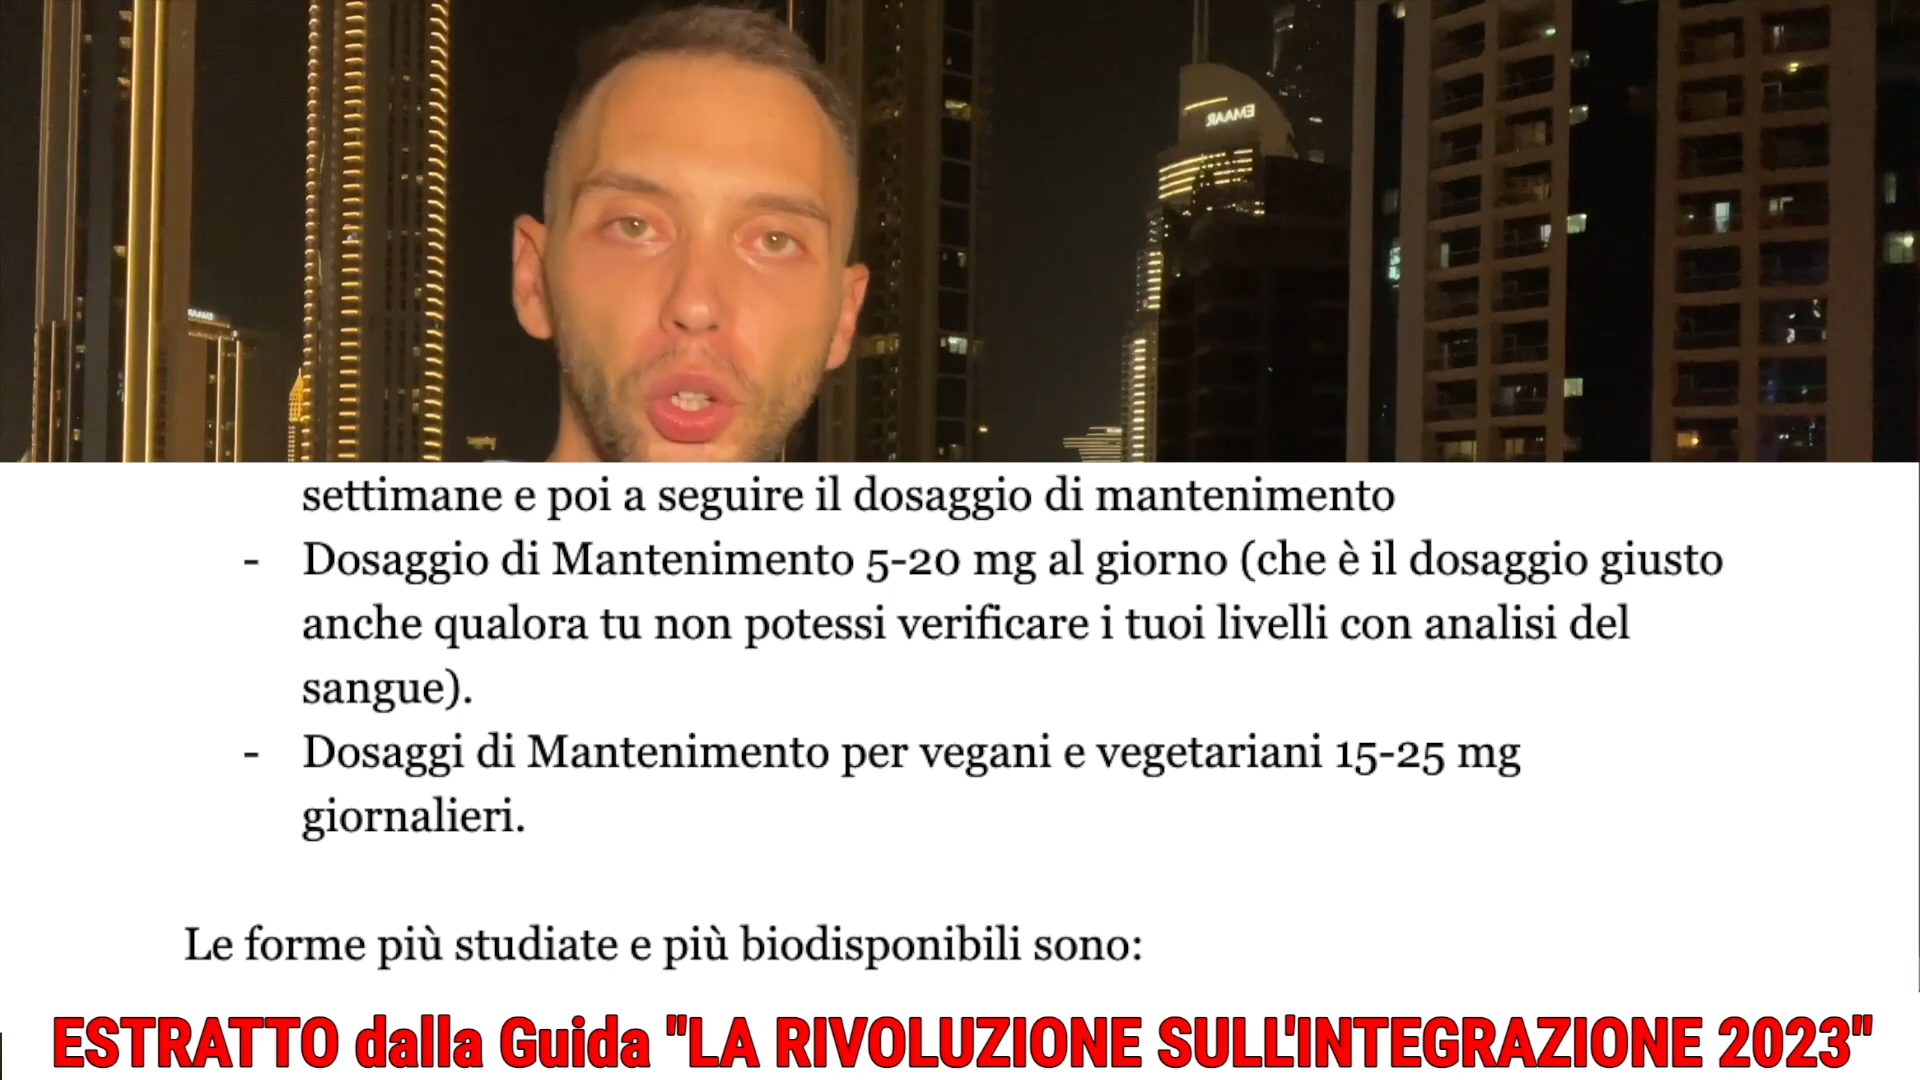 EMAAR
EMAAR
settimane e poi a seguire il dosaggio di mantenimento
- Dosaggio di Mantenimento 5-20 mg al giorno (che è il dosaggio giusto
anche qualora tu non potessi verificare i tuoi livelli con analisi del
sangue).
- Dosaggi di Mantenimento per vegani e vegetariani 15-25 mg
giornalieri.
Le forme più studiate e più biodisponibili sono:
ESTRATTO dalla Guida "LA RIVOLUZIONE SULL'INTEGRAZIONE 2023"